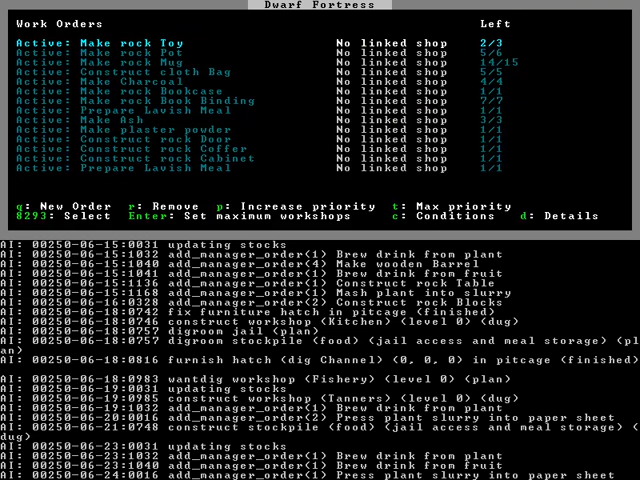 Dwarf Fortress
Work Orders Left
Active: Make rock Toy No linked shop 2/3
Active: Make rock Pot No linked shop 5/6
Active: Make rock Mug No linked shop 14/15
Active: Construct cloth Bag No linked shop 5/5
Active: Make Charcoal No linked shop 4/4
Active: Make rock Bookcase No linked shop 1/1
Active: Make rock Book Binding No linked shop 7/7
Active: Prepare Lavish Meal No linked shop 1/1
Active: Make Ash No linked shop 3/3
Active: Make plaster powder No linked shop 1/1
Active: Construct rock Door No linked shop 1/1
Active: Construct rock Coffer No linked shop 1/1
Active: Construct rock Cabinet No linked shop 1/1
Active: Prepare Lavish Meal No linked shop 1/1
q: New Order r: Remove p: Increase priority t: Max priority
8293: Select Enter: Set maximum workshops c: Conditions d: Details
AI: 00250-06-15:0031 updating stocks
AI: 00250-06-15:1032 add_manager_order(1) Brew drink from plant
AI: 00250-06-15:1040 add_manager_order(4) Make wooden Barrel
AI: 00250-06-15:1041 add_manager_order(1) Brew drink from fruit
AI: 00250-06-15:1136 add_manager_order(1) Construct rock Table
AI: 00250-06-15:1168 add_manager_order(1) Mash plant into slurry
AI: 00250-06-16:0328 add_manager_order(2) Construct rock Blocks
AI: 00250-06-18:0742 fix furniture hatch in pitcage (finished)
AI: 00250-06-18:0746 construct workshop (Kitchen) (level 0) (dug)
AI: 00250-06-18:0757 digroom jail (plan)
AI: 00250-06-18:0757 digroom stockpile (food) (jail access and meal storage) (pl
an)
AI: 00250-06-18:0816 furnish hatch (dig Channel) (0, 0, 0) in pitcage (finished)
AI: 00250-06-18:0983 wantdig workshop (Fishery) (level 0) (plan)
AI: 00250-06-19:0031 updating stocks
AI: 00250-06-19:0985 construct workshop (Tanners) (level 0) (dug)
AI: 00250-06-19:1032 add_manager_order(1) Brew drink from plant
AI: 00250-06-20:0016 add_manager_order(2) Press plant slurry into paper sheet
AI: 00250-06-21:0748 construct stockpile (food) (jail access and meal storage) (
dug)
AI: 00250-06-23:0031 updating stocks
AI: 00250-06-23:1032 add_manager_order(1) Brew drink from plant
AI: 00250-06-23:1040 add_manager_order(1) Brew drink from fruit
AI: 00250-06-24:0016 add_manager_order(1) Press plant slurry into paper sheet